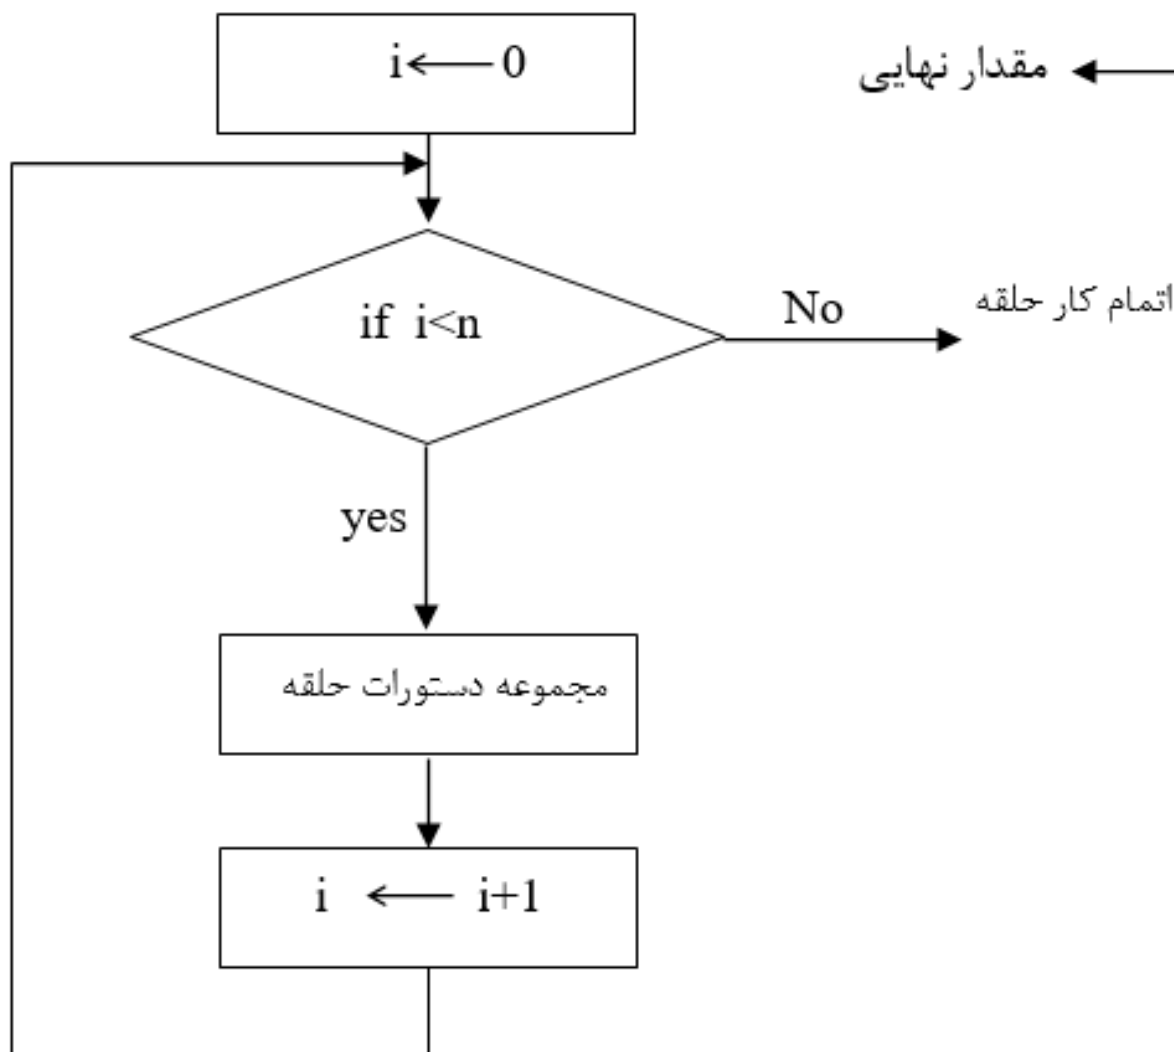 i ← 0
مقدار نهایی
if i<n
No
اتمام کار حلقه
yes
مجموعه دستورات حلقه
i ← i+1